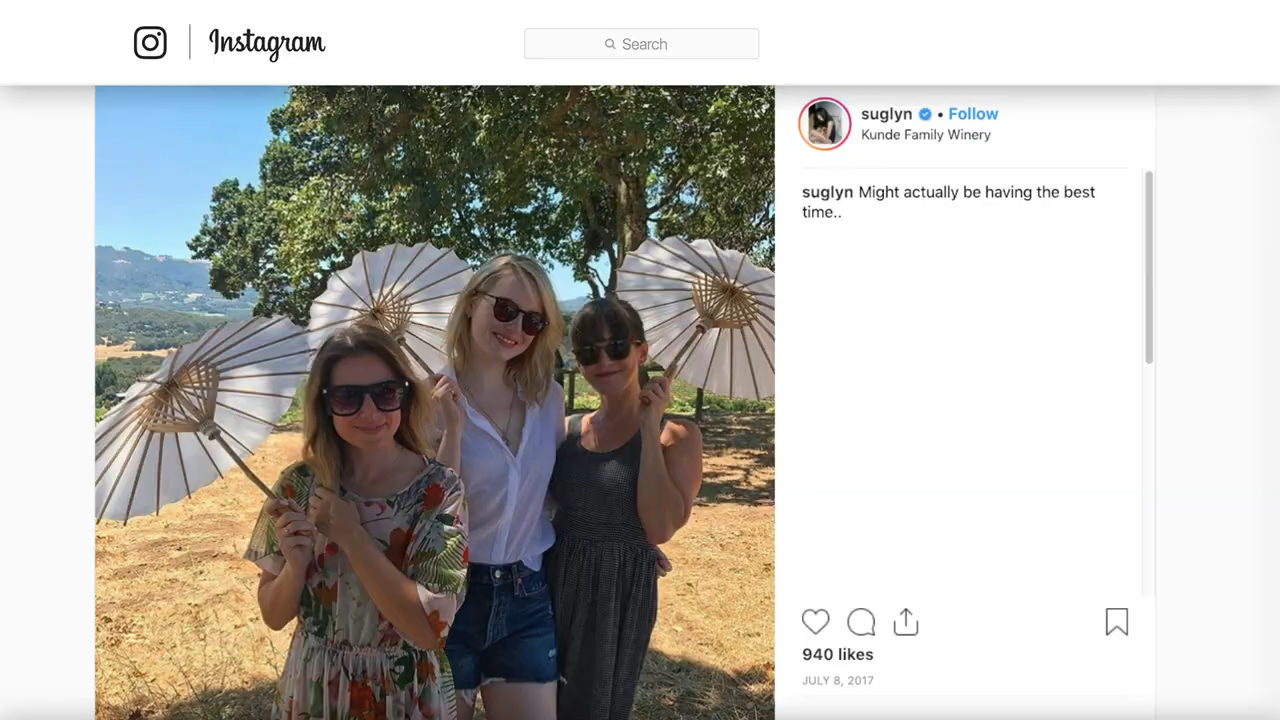 Instagram
Search
suglyn • Follow
Kunde Family Winery
suglyn Might actually be having the best
time..
940 likes
JULY 8, 2017